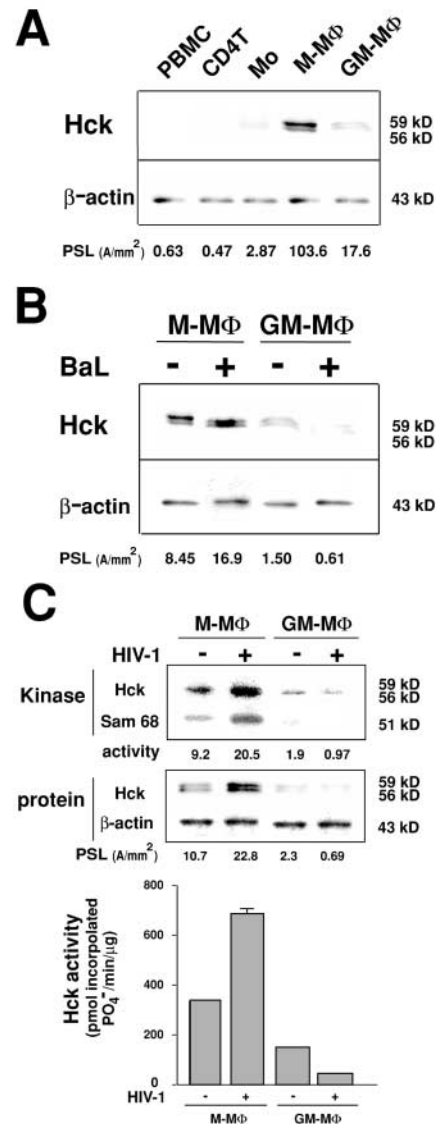 A
PBMC CD4T Mo M-MΦ GM-MΦ
Hck 59 kD
56 kD
β-actin 43 kD
PSL (A/mm²) 0.63 0.47 2.87 103.6 17.6
B
M-MΦ GM-MΦ
BaL - + - +
Hck 59 kD
56 kD
β-actin 43 kD
PSL (A/mm²) 8.45 16.9 1.50 0.61
C
M-MΦ GM-MΦ
HIV-1 - + - +
Kinase Hck 59 kD
56 kD
Sam 68 51 kD
activity 9.2 20.5 1.9 0.97
protein Hck 59 kD
56 kD
β-actin 43 kD
PSL (A/mm²) 10.7 22.8 2.3 0.69
Hck activity
(pmol incorpolated
PO₄⁻/min/μg)
800
600
400
200
0
HIV-1 - + - +
M-MΦ GM-MΦ